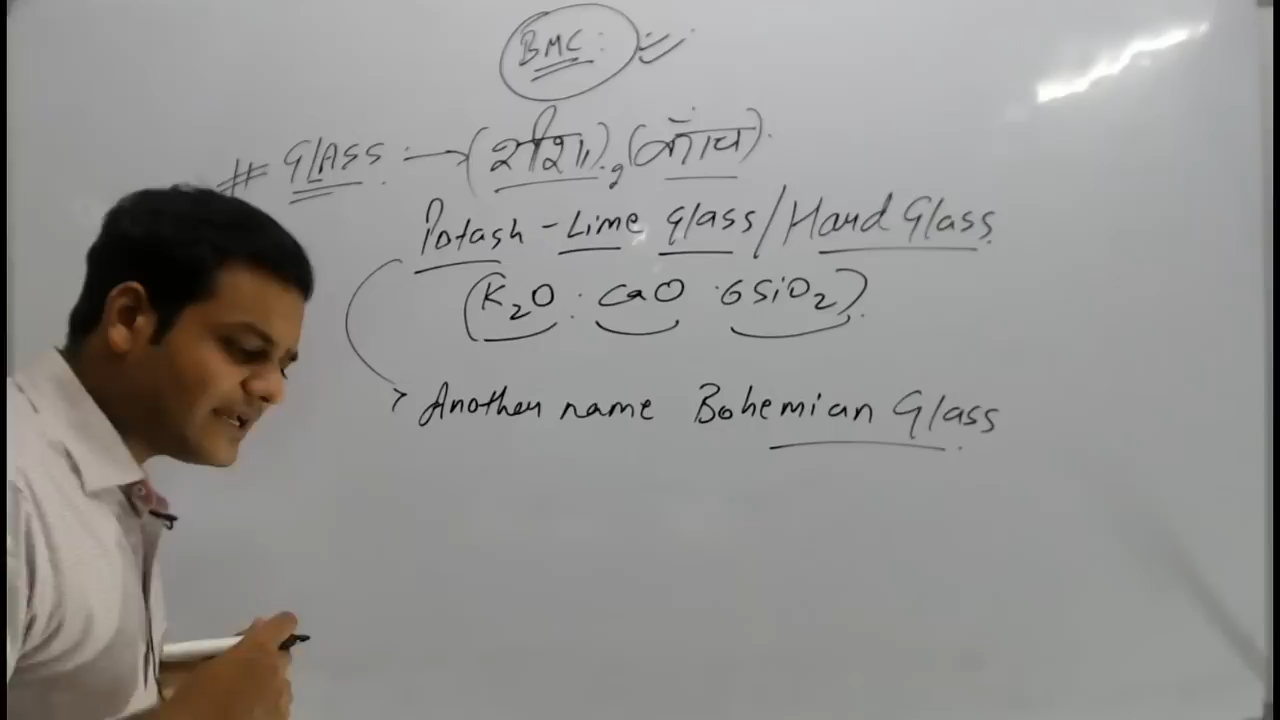 BMC:
# GLASS :→ (शीशा), (काँच).
Potash-Lime Glass/Hard Glass
(K₂O · CaO · 6SiO₂).
> Another name Bohemian Glass